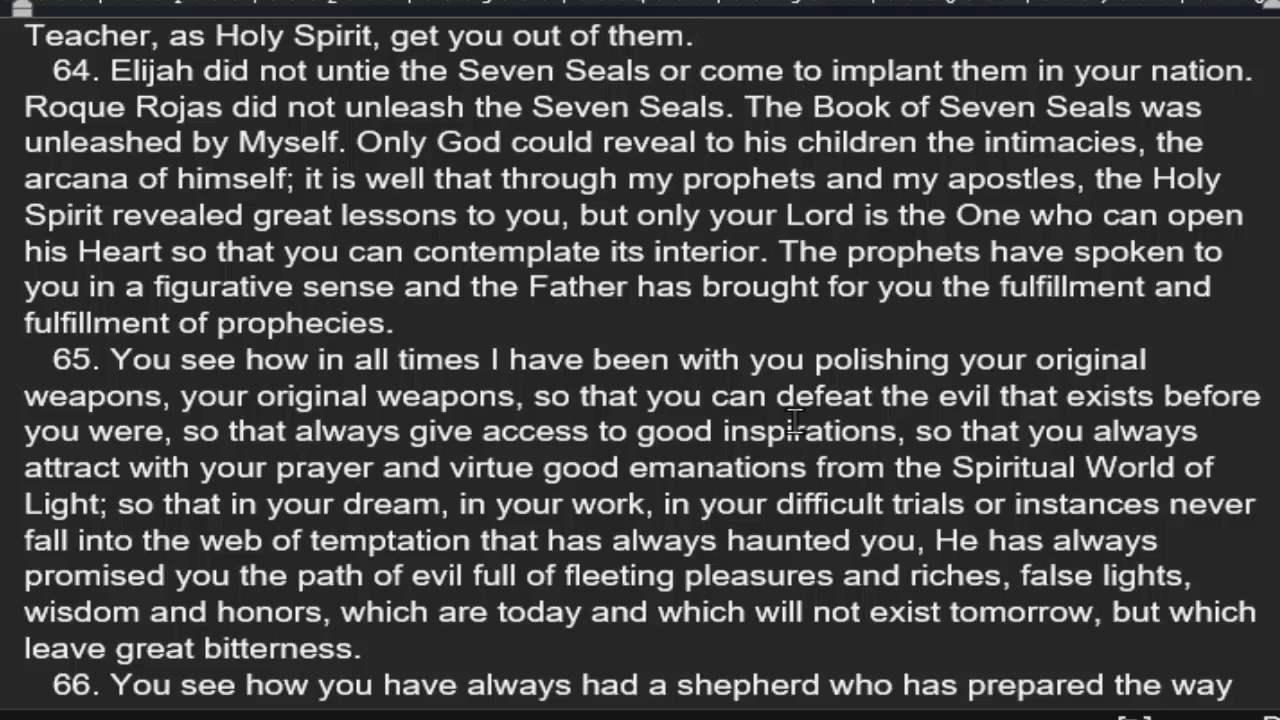 Teacher, as Holy Spirit, get you out of them.
64. Elijah did not untie the Seven Seals or come to implant them in your nation.
Roque Rojas did not unleash the Seven Seals. The Book of Seven Seals was
unleashed by Myself. Only God could reveal to his children the intimacies, the
arcana of himself; it is well that through my prophets and my apostles, the Holy
Spirit revealed great lessons to you, but only your Lord is the One who can open
his Heart so that you can contemplate its interior. The prophets have spoken to
you in a figurative sense and the Father has brought for you the fulfillment and
fulfillment of prophecies.
65. You see how in all times I have been with you polishing your original
weapons, your original weapons, so that you can defeat the evil that exists before
you were, so that always give access to good inspirations, so that you always
attract with your prayer and virtue good emanations from the Spiritual World of
Light; so that in your dream, in your work, in your difficult trials or instances never
fall into the web of temptation that has always haunted you, He has always
promised you the path of evil full of fleeting pleasures and riches, false lights,
wisdom and honors, which are today and which will not exist tomorrow, but which
leave great bitterness.
66. You see how you have always had a shepherd who has prepared the way